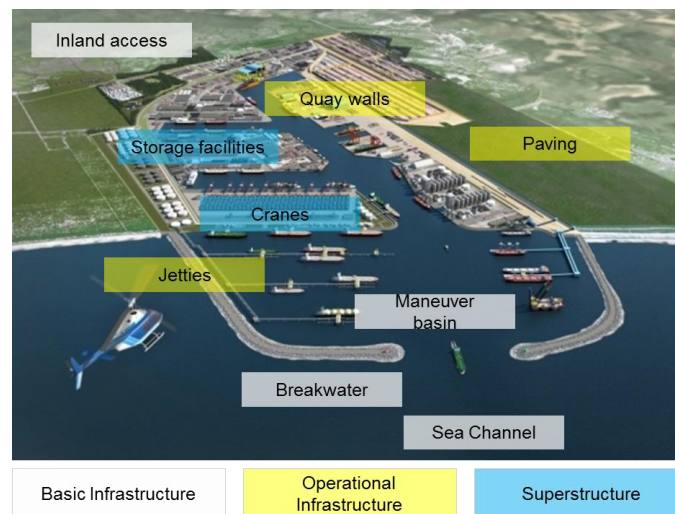 Inland access
Quay walls
Storage facilities
Paving
Cranes
Jetties
Maneuver
basin
Breakwater
Sea Channel
Basic Infrastructure
Operational
Infrastructure
Superstructure